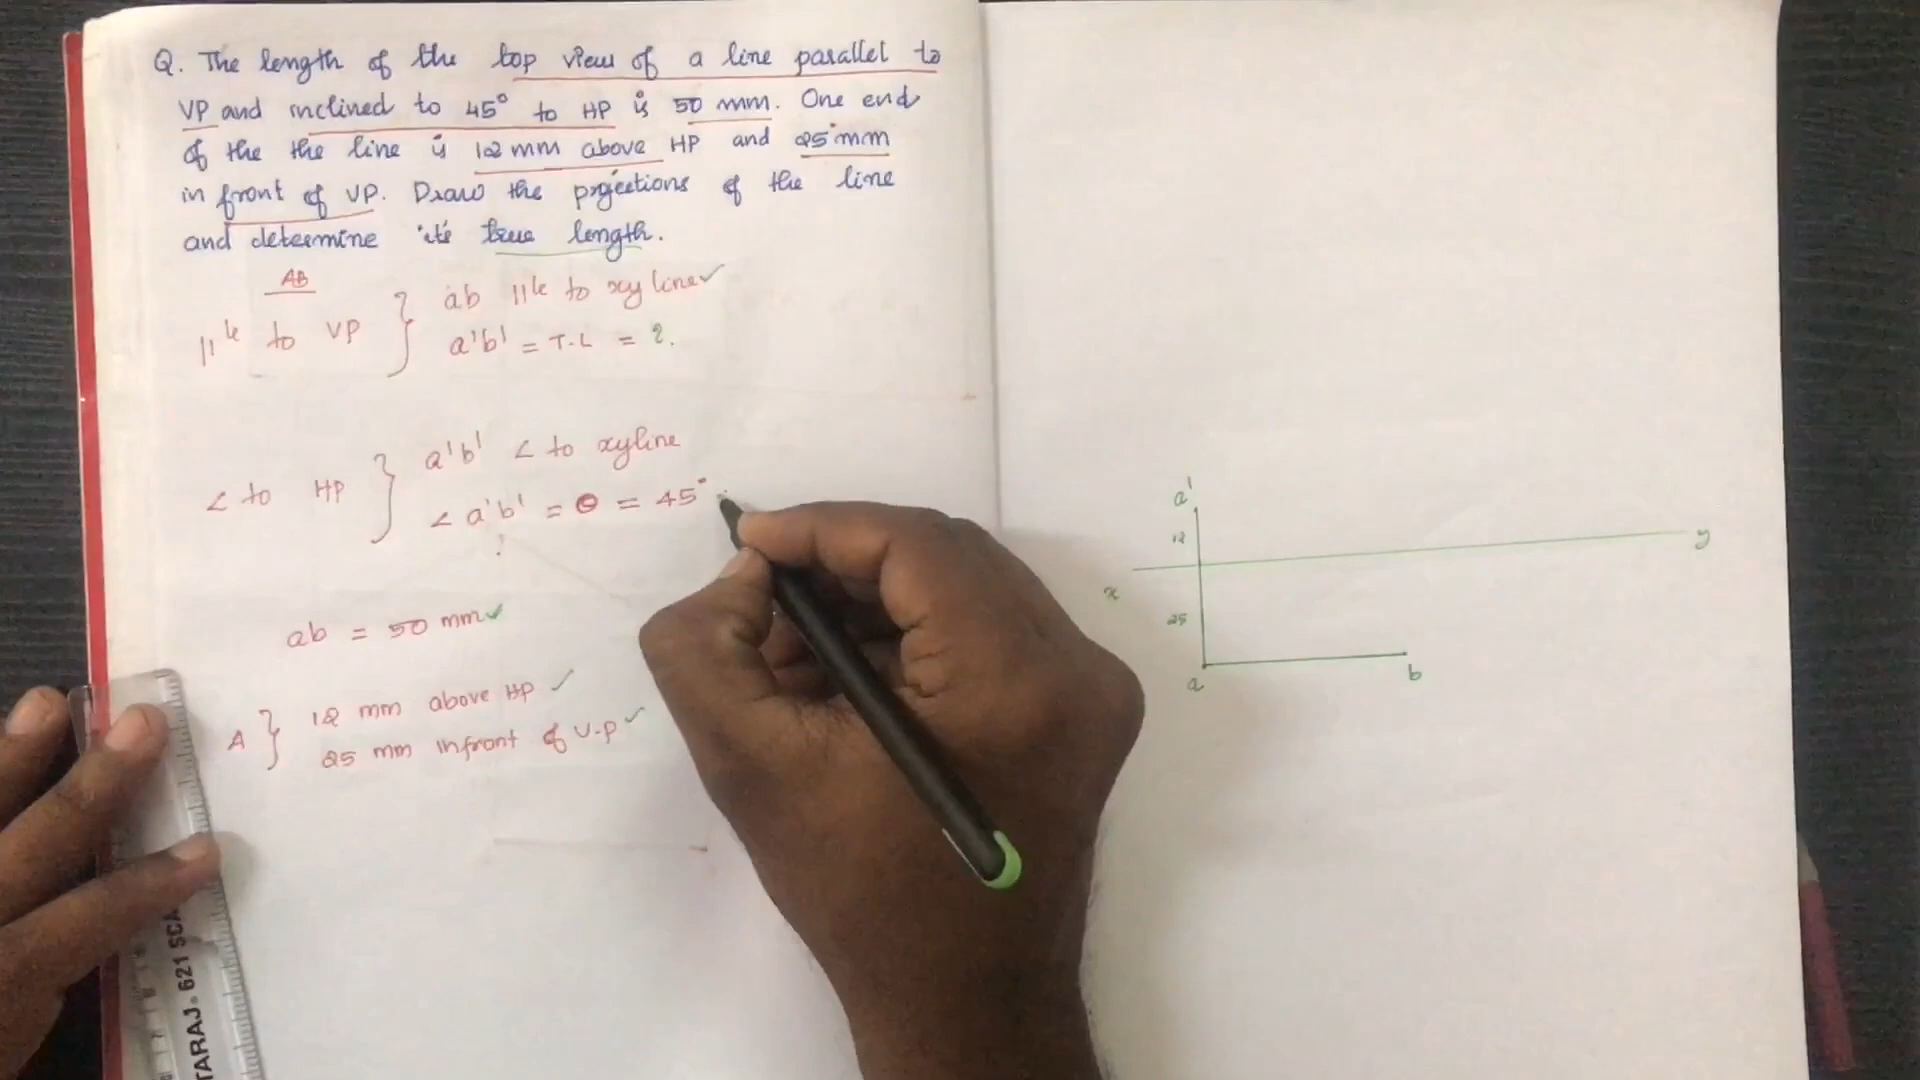 Q. The length of the top view of a line parallel to
VP and inclined to 45° to HP is 50 mm. One end
of the the line is 12 mm above HP and 25 mm
in front of VP. Draw the projections of the line
and determine it's true length.
AB
11le to VP } ab 11le to xy line ✓
a'b' = T.L = ?.
∠ to HP } a'b' ∠ to xyline
∠ a'b' = θ = 45°
ab = 50 mm ✓
A } 12 mm above HP ✓
25 mm infront of V.P ✓
a'
12
x
y
25
a
b
TARAJ 621 SCA